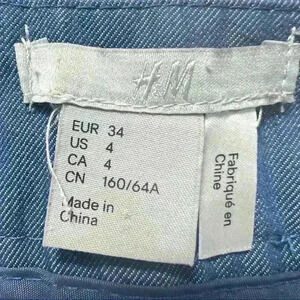 H&M
EUR 34
US 4
CA 4
CN 160/64A
Made in
China
Fabriqué en
Chine